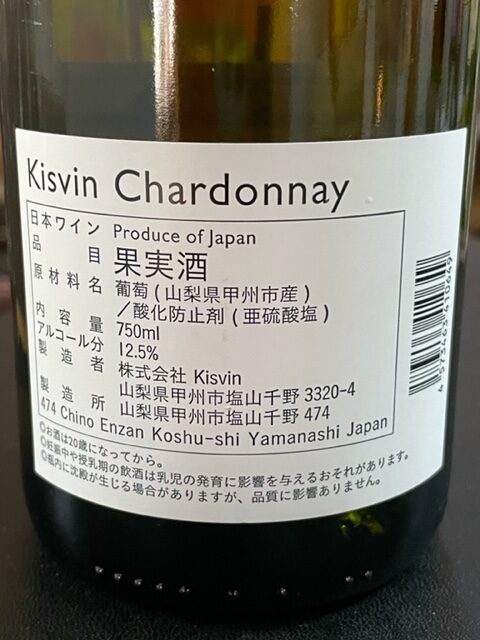 Kisvin Chardonnay
日本ワイン Produce of Japan
品目 果実酒
原材料名 葡萄(山梨県甲州市産)
/酸化防止剤(亜硫酸塩)
内容量 750ml
アルコール分 12.5%
製造者 株式会社 Kisvin
山梨県甲州市塩山千野 3320-4
製造所 山梨県甲州市塩山千野 474
474 Chino Enzan Koshu-shi Yamanashi Japan
◎お酒は20歳になってから。
◎妊娠中や授乳期の飲酒は乳児の発育に影響を与えるおそれがあります。
◎瓶内に沈殿が生じる場合がありますが、品質に影響ありません。